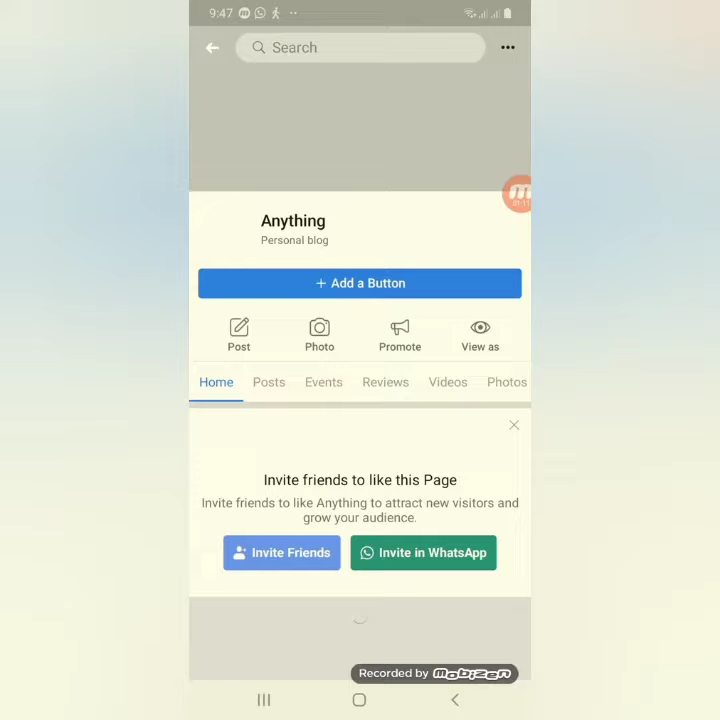 9:47
Search
01:11
Anything
Personal blog
+ Add a Button
Post Photo Promote View as
Home Posts Events Reviews Videos Photos
Invite friends to like this Page
Invite friends to like Anything to attract new visitors and
grow your audience.
Invite Friends Invite in WhatsApp
Recorded by mobizen